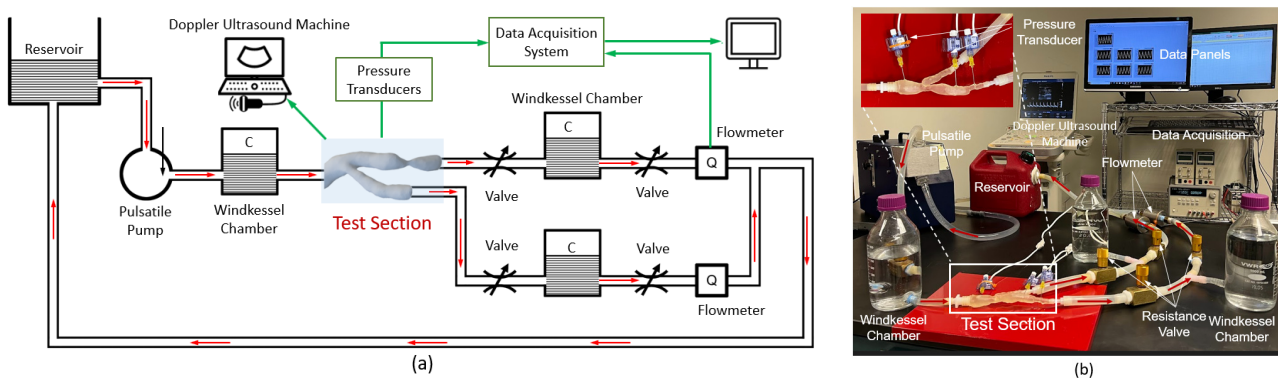 Doppler Ultrasound Machine
Reservoir
Data Acquisition
System
Pressure
Transducers
C
Windkessel Chamber
C
Flowmeter
Q
Pulsatile
Pump
Windkessel
Chamber
Test Section
Valve
Valve
Valve
C
Valve
Q
Flowmeter
(a)
Pressure
Transducer
Data Panels
Pulsatile
Pump
Doppler Ultrasound
Machine
Data Acquisition
Flowmeter
Reservoir
VWR
Windkessel
Chamber
Test Section
Resistance
Valve
Windkessel
Chamber
(b)